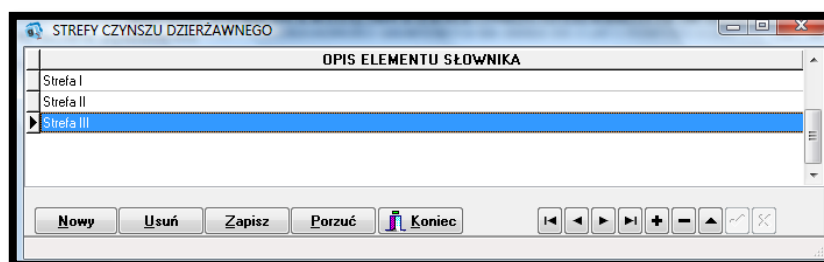 STREFY CZYNSZU DZIERŻAWNEGO
OPIS ELEMENTU SŁOWNIKA
Strefa I
Strefa II
Strefa III
Nowy Usuń Zapisz Porzuć Koniec